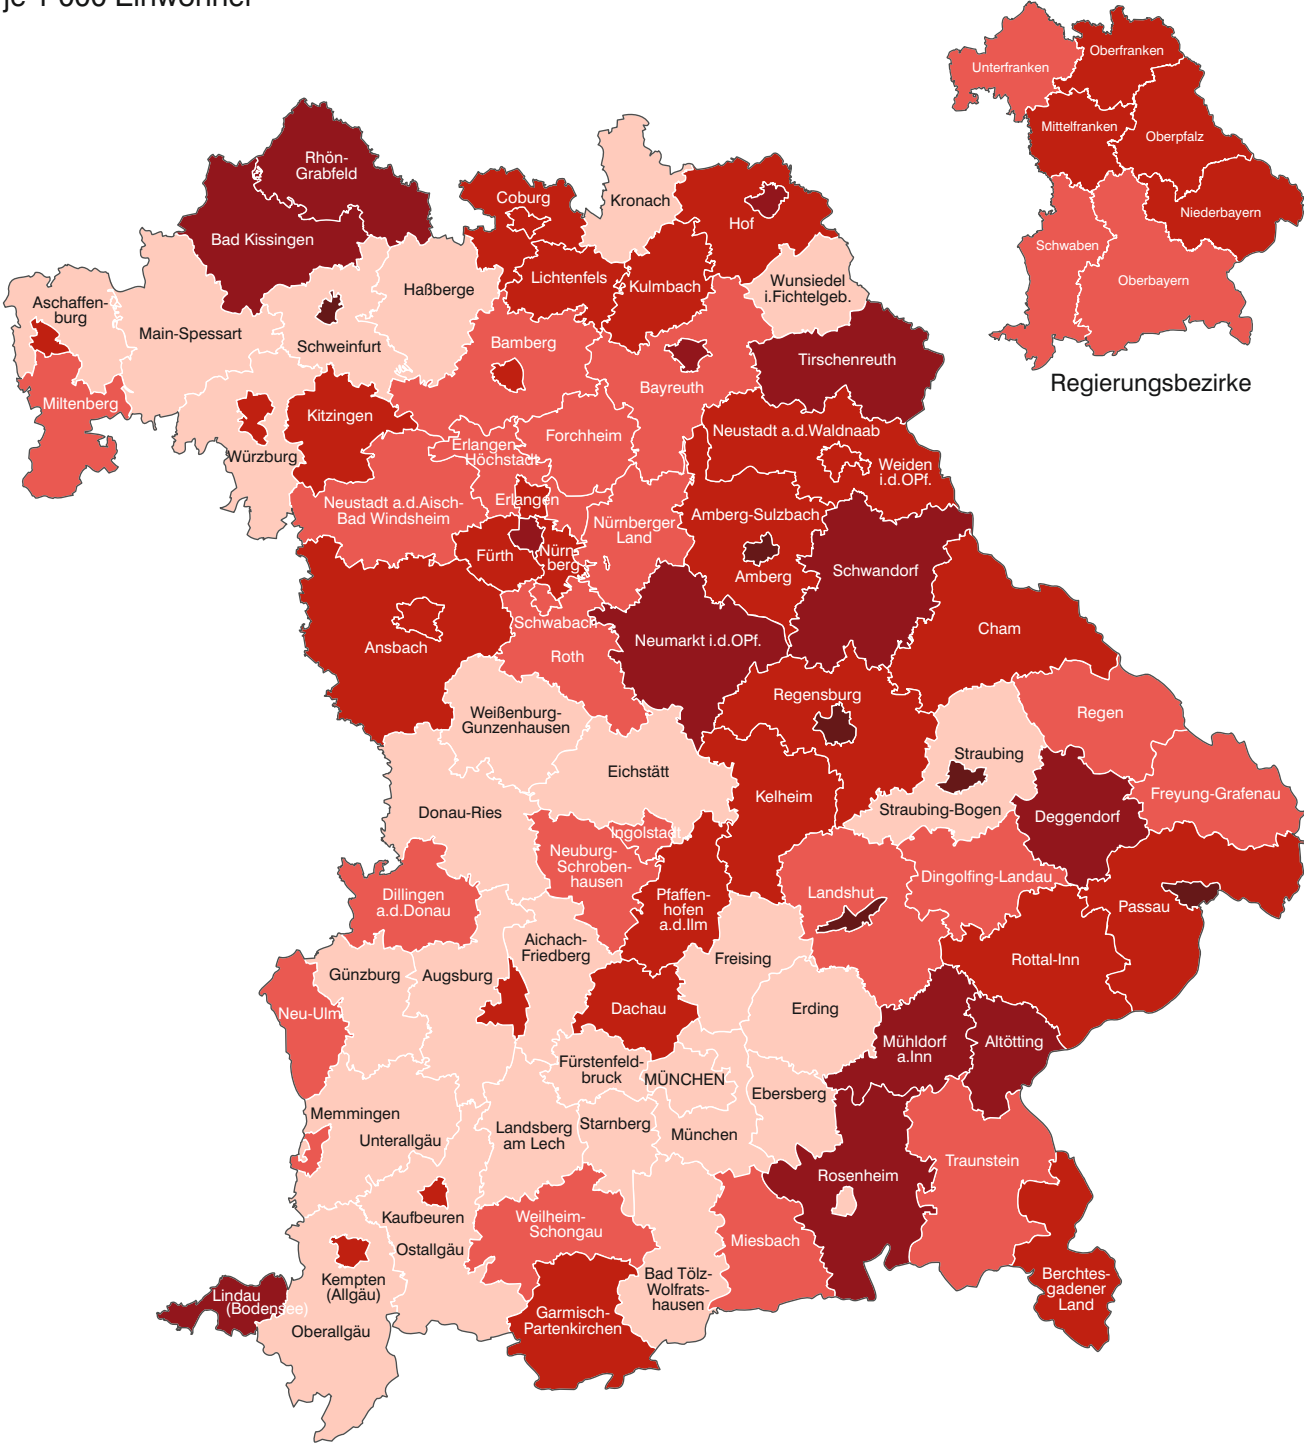 je 1 000 Einwohner
Unterfranken
Oberfranken
Mittelfranken
Oberpfalz
Niederbayern
Schwaben
Oberbayern
Regierungsbezirke
Rhön-
Grabfeld
Bad Kissingen
Coburg
Kronach
Hof
Lichtenfels
Kulmbach
Wunsiedel
i.Fichtelgeb.
Aschaffen-
burg
Main-Spessart
Haßberge
Schweinfurt
Bamberg
Bayreuth
Tirschenreuth
Miltenberg
Kitzingen
Würzburg
Erlangen-
Höchstadt
Forchheim
Neustadt a.d.Waldnaab
Weiden
i.d.OPf.
Neustadt a.d.Aisch-
Bad Windsheim
Erlangen
Nürnberger
Land
Amberg-Sulzbach
Fürth
Nürn-
berg
Amberg
Schwandorf
Ansbach
Schwabach
Roth
Neumarkt i.d.OPf.
Cham
Weißenburg-
Gunzenhausen
Regensburg
Regen
Eichstätt
Straubing
Donau-Ries
Kelheim
Straubing-Bogen
Deggendorf
Freyung-Grafenau
Ingolstadt
Neuburg-
Schroben-
hausen
Dillingen
a.d.Donau
Pfaffen-
hofen
a.d.Ilm
Landshut
Dingolfing-Landau
Passau
Aichach-
Friedberg
Freising
Rottal-Inn
Günzburg
Augsburg
Neu-Ulm
Dachau
Erding
Mühldorf
a.Inn
Altötting
Fürstenfeld-
bruck
MÜNCHEN
Ebersberg
Memmingen
Unterallgäu
Landsberg
am Lech
Starnberg
München
Traunstein
Rosenheim
Kaufbeuren
Ostallgäu
Weilheim-
Schongau
Miesbach
Kempten
(Allgäu)
Bad Tölz-
Wolfrats-
hausen
Berchtes-
gadener
Land
Lindau
(Bodensee)
Oberallgäu
Garmisch-
Partenkirchen